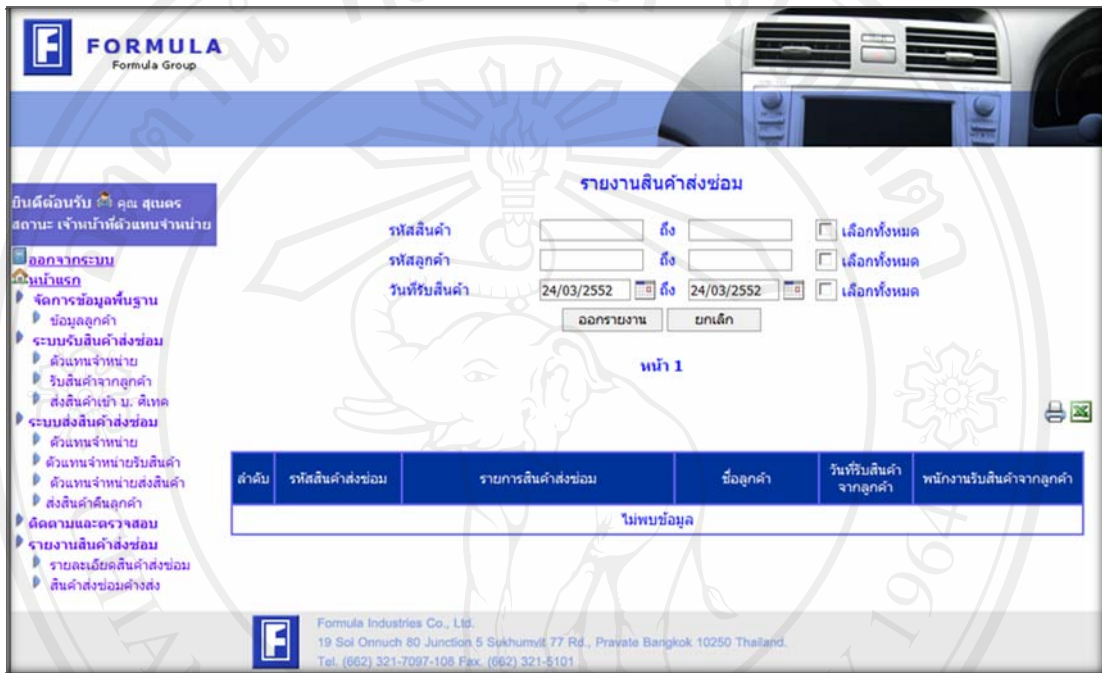 FORMULA
Formula Group
ยินดีต้อนรับ คุณ สุเนตร
สถานะ เจ้าหน้าที่ตัวแทนจำหน่าย
ออกจากระบบ
หน้าแรก
จัดการข้อมูลพื้นฐาน
ข้อมูลลูกค้า
ระบบรับสินค้าส่งซ่อม
ตัวแทนจำหน่าย
รับสินค้าจากลูกค้า
ส่งสินค้าเข้า บ. ศิเทค
ระบบส่งสินค้าส่งซ่อม
ตัวแทนจำหน่าย
ตัวแทนจำหน่ายรับสินค้า
ตัวแทนจำหน่ายส่งสินค้า
ส่งสินค้าคืนลูกค้า
ติดตามและตรวจสอบ
รายงานสินค้าส่งซ่อม
รายละเอียดสินค้าส่งซ่อม
สินค้าส่งซ่อมค้างส่ง
รายงานสินค้าส่งซ่อม
รหัสสินค้า ถึง เลือกทั้งหมด
รหัสลูกค้า ถึง เลือกทั้งหมด
วันที่รับสินค้า 24/03/2552 ถึง 24/03/2552 เลือกทั้งหมด
ออกรายงาน ยกเลิก
หน้า 1
ลำดับ รหัสสินค้าส่งซ่อม รายการสินค้าส่งซ่อม ชื่อลูกค้า วันที่รับสินค้า พนักงานรับสินค้าจากลูกค้า
จากลูกค้า
ไม่พบข้อมูล
Formula Industries Co., Ltd.
19 Soi Onnuch 80 Junction 5 Sukhumvit 77 Rd., Pravate Bangkok 10250 Thailand.
Tel. (662) 321-7097-108 Fax. (662) 321-5101
1964